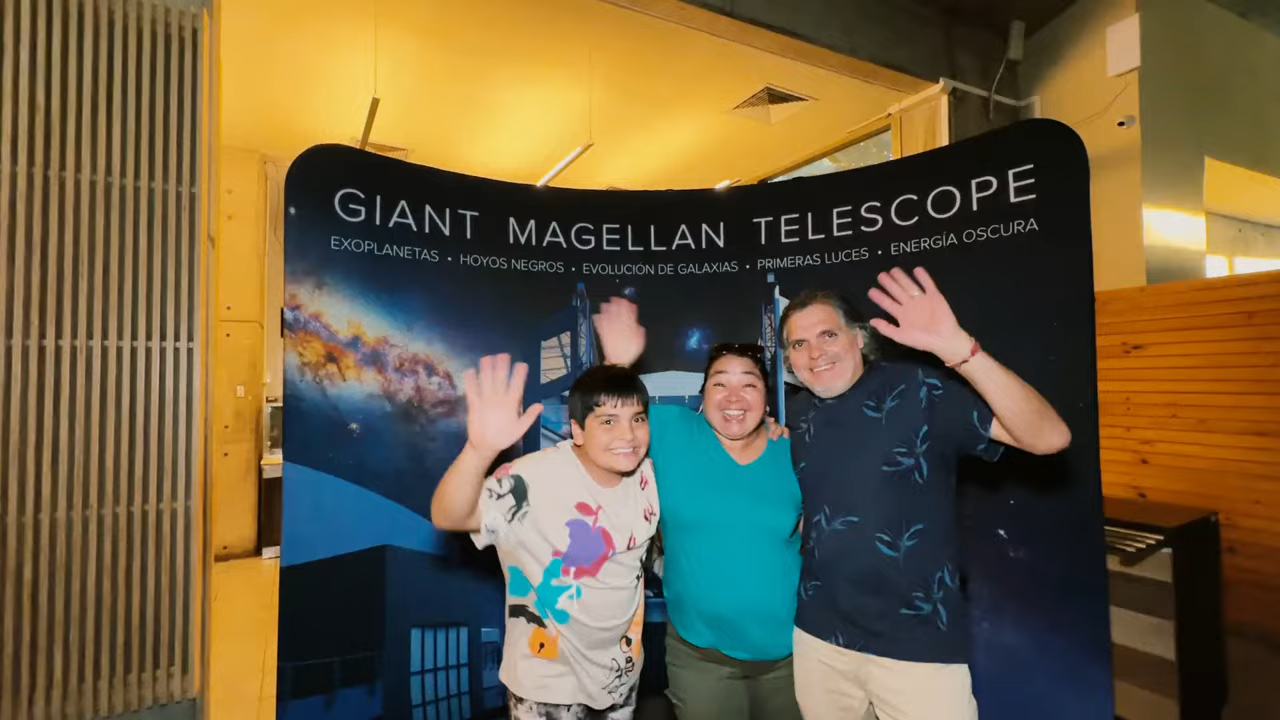 GIANT MAGELLAN TELESCOPE
EXOPLANETAS • HOYOS NEGROS • EVOLUCIÓN DE GALAXIAS • PRIMERAS LUCES • ENERGÍA OSCURA